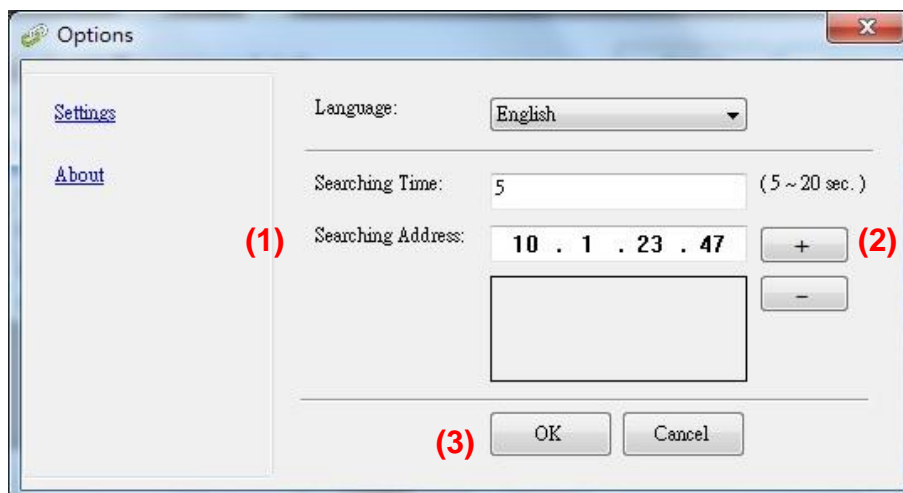 Options
Settings
About
Language:
English
Searching Time:
5
( 5 ~ 20 sec. )
(1)
Searching Address:
10 . 1 . 23 . 47
+
(2)
-
(3)
OK
Cancel